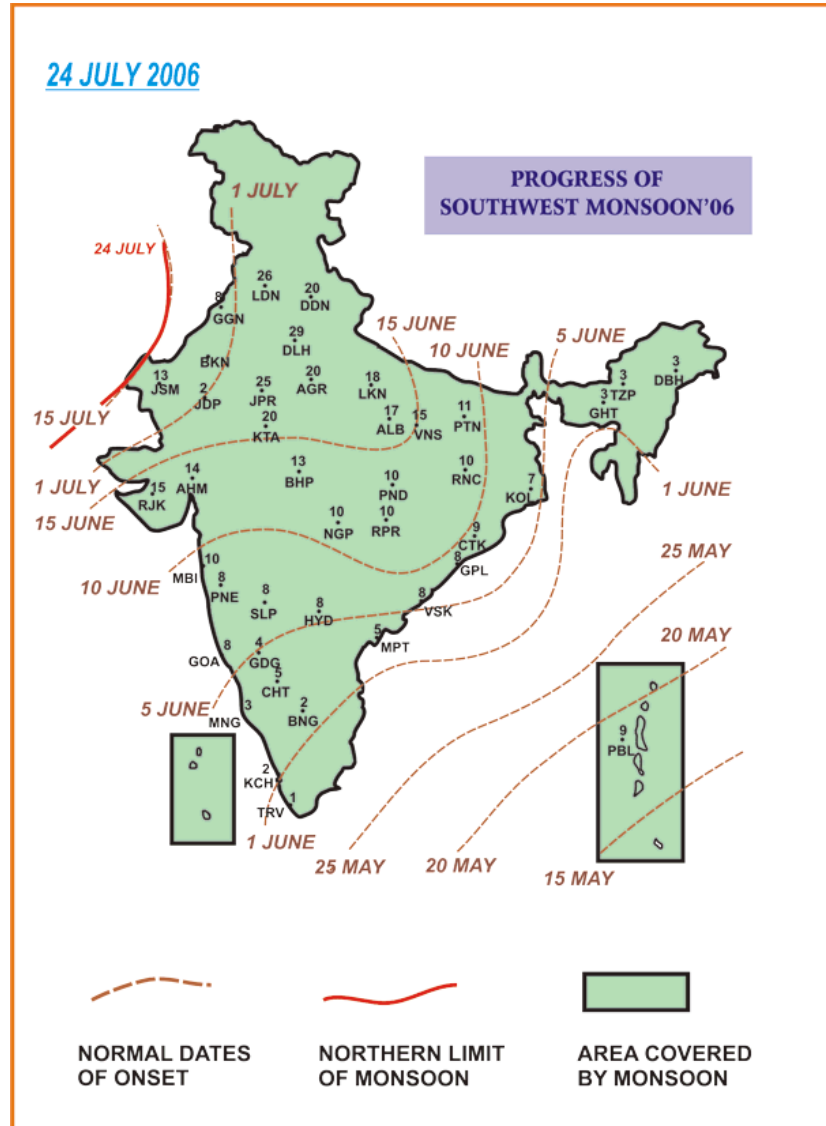 24 JULY 2006
PROGRESS OF
SOUTHWEST MONSOON'06
1 JULY
24 JULY
26
LDN
20
DDN
8
GGN
15 JUNE
10 JUNE
5 JUNE
29
DLH
BKN
13
JSM
2
JDP
25
JPR
20
AGR
18
LKN
3
TZP
3
DBH
3
GHT
15 JULY
20
KTA
17
ALB
15
VNS
11
PTN
1 JULY
15 JUNE
15
RJK
14
AHM
13
BHP
10
PND
10
RNC
7
KOL
1 JUNE
10
NGP
10
RPR
9
CTK
8
GPL
25 MAY
10
MBI
10 JUNE
8
PNE
8
SLP
8
HYD
8
VSK
5
MPT
20 MAY
8
GOA
4
GDG
5
CHT
5 JUNE
3
MNG
2
BNG
9
PBL
2
KCH
1
TRV
1 JUNE
25 MAY
20 MAY
15 MAY
NORMAL DATES
OF ONSET
NORTHERN LIMIT
OF MONSOON
AREA COVERED
BY MONSOON